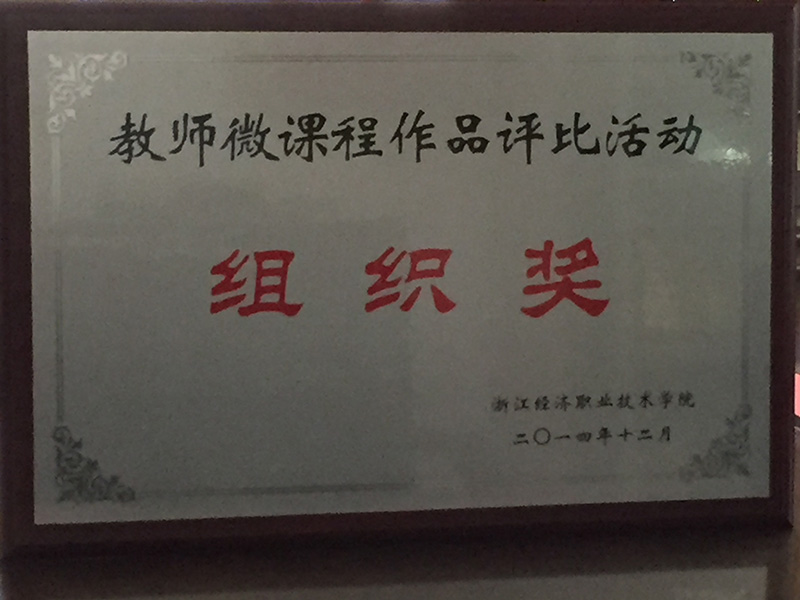 教师微课程作品评比活动
组织奖
浙江经济职业技术学院
二〇一四年十二月